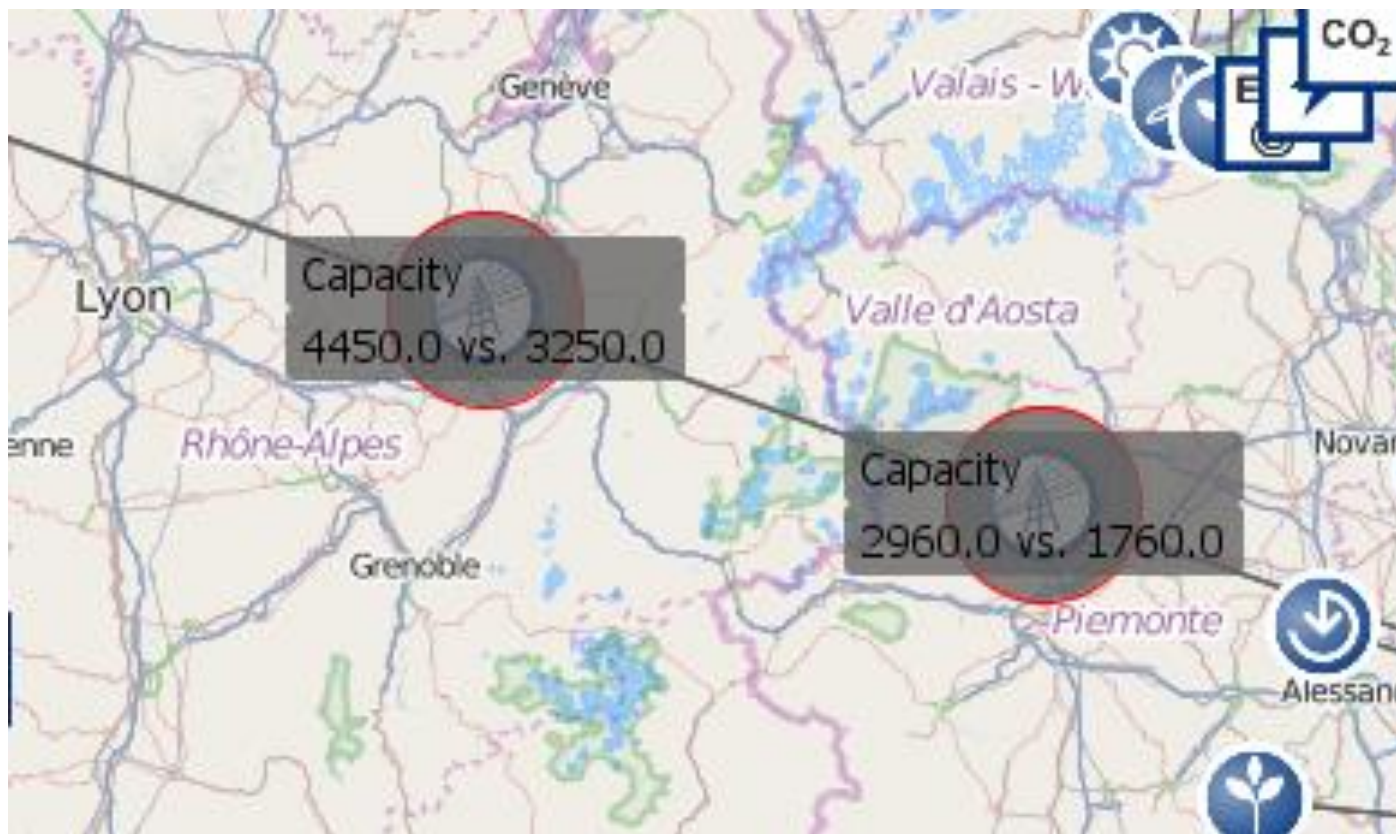 CO₂
Genève
Valais - W
E
Capacity
4450.0 vs. 3250.0
Lyon
Valle d'Aosta
Rhône-Alpes
enne
Novar
Capacity
2960.0 vs. 1760.0
Grenoble
Piemonte
Alessan